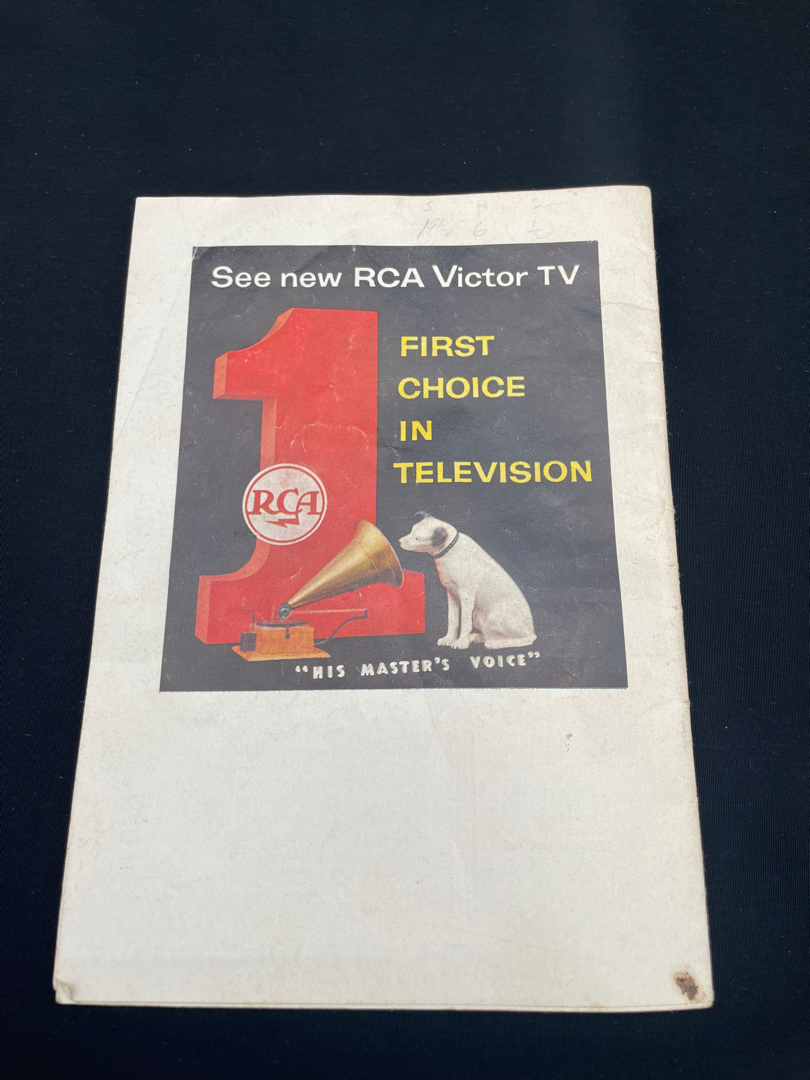 See new RCA Victor TV
FIRST
CHOICE
IN
TELEVISION
RCA
"HIS MASTER'S VOICE"